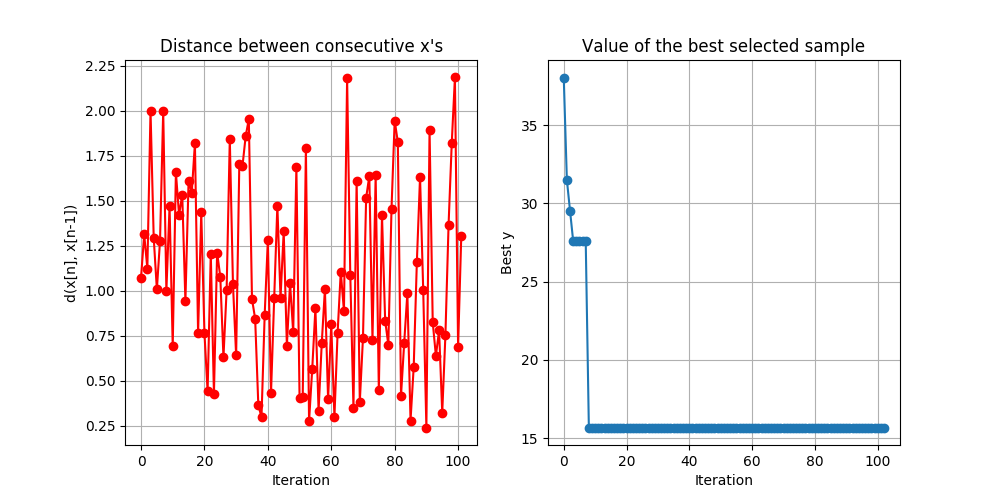 Distance between consecutive x's
2.25
2.00
1.75
1.50
1.25
1.00
0.75
0.50
0.25
d(x[n], x[n-1])
0 20 40 60 80 100
Iteration
Value of the best selected sample
35
30
25
20
15
Best y
0 20 40 60 80 100
Iteration